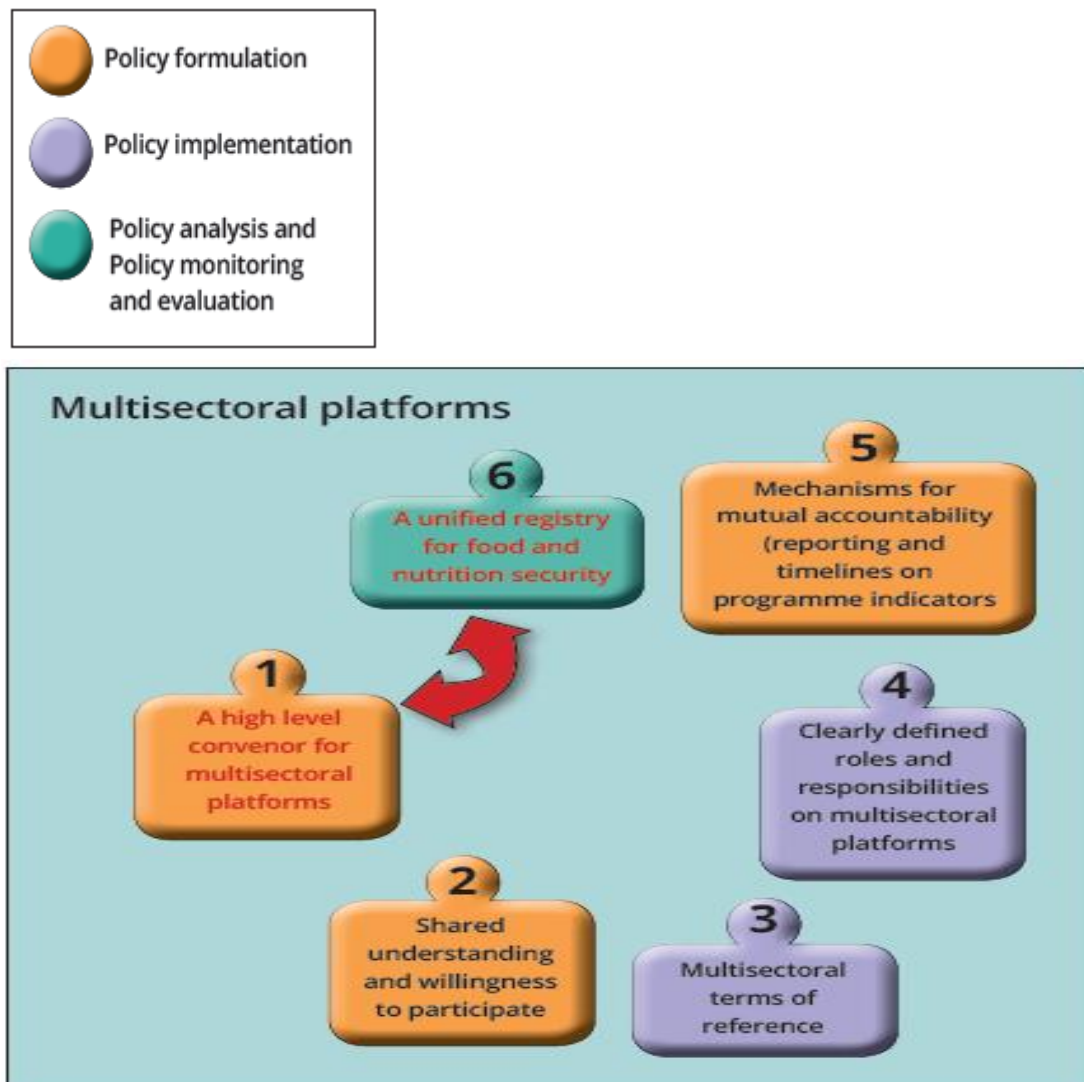 Policy formulation
Policy implementation
Policy analysis and
Policy monitoring
and evaluation
Multisectoral platforms
6
A unified registry
for food and
nutrition security
5
Mechanisms for
mutual accountability
(reporting and
timelines on
programme indicators
1
A high level
convenor for
multisectoral
platforms
4
Clearly defined
roles and
responsibilities
on multisectoral
platforms
2
Shared
understanding
and willingness
to participate
3
Multisectoral
terms of
reference